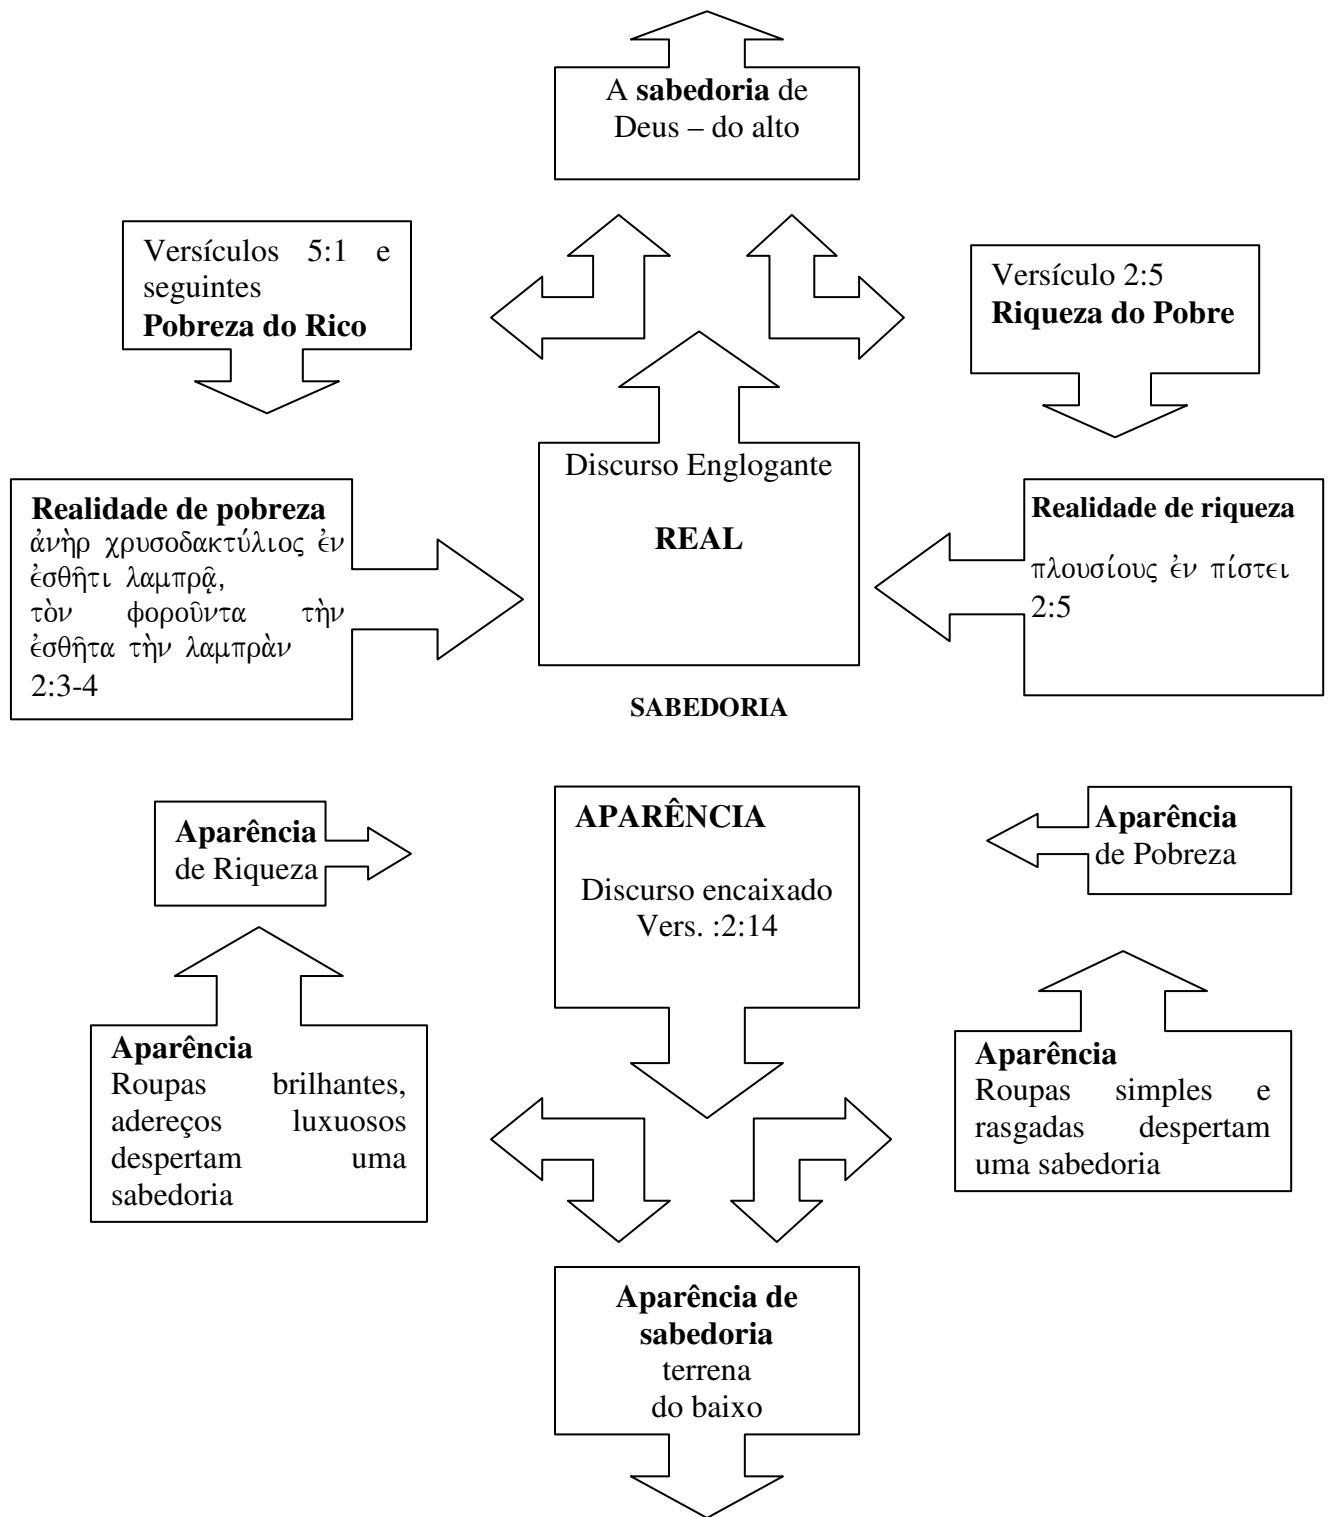 A sabedoria de
Deus – do alto
Versículos 5:1 e
seguintes
Pobreza do Rico
Versículo 2:5
Riqueza do Pobre
Realidade de pobreza
ἀνὴρ χρυσοδακτύλιος ἐν
ἐσθῆτι λαμπρᾷ,
τὸν φοροῦντα τὴν
ἐσθῆτα τὴν λαμπρὰν
2:3-4
Discurso Englogante
REAL
Realidade de riqueza
πλουσίους ἐν πίστει
2:5
SABEDORIA
Aparência
de Riqueza
APARÊNCIA
Discurso encaixado
Vers. :2:14
Aparência
de Pobreza
Aparência
Roupas brilhantes,
adereços luxuosos
despertam uma
sabedoria
Aparência
Roupas simples e
rasgadas despertam
uma sabedoria
Aparência de
sabedoria
terrena
do baixo